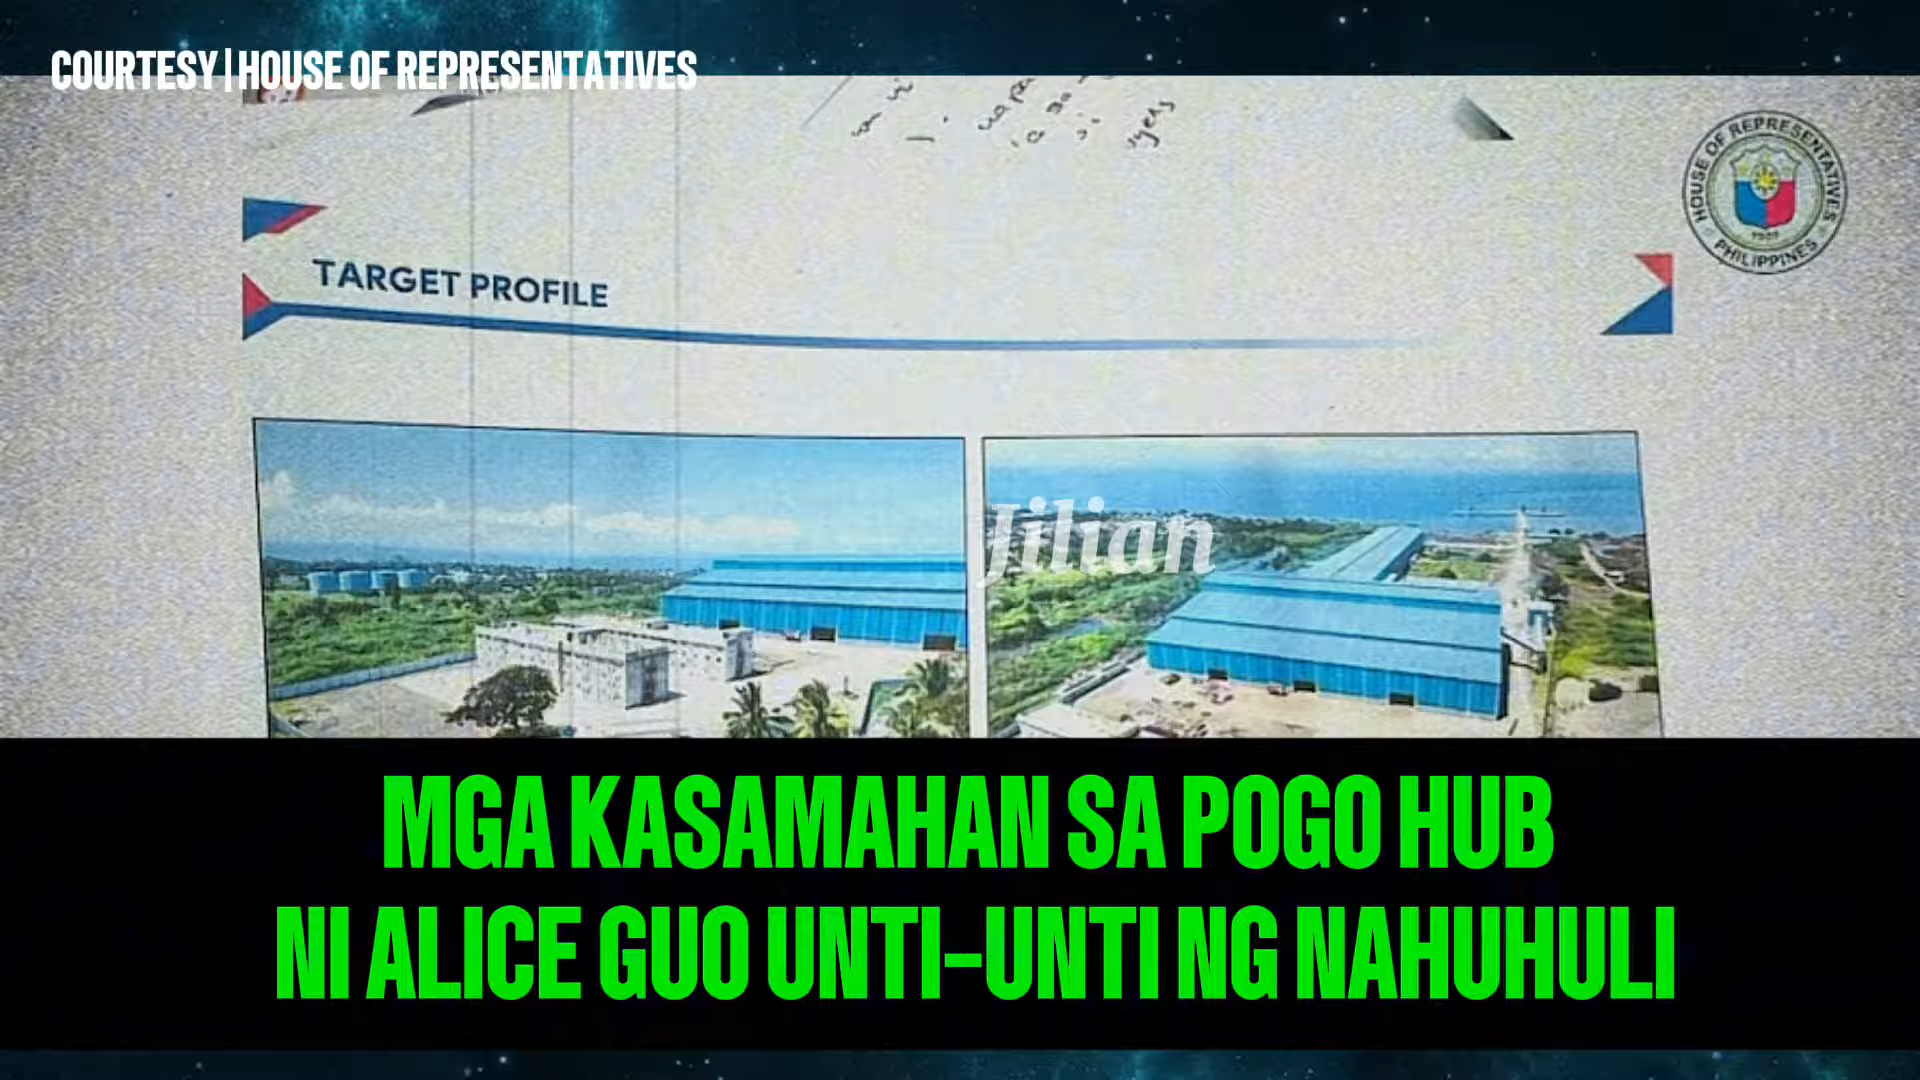 COURTESY | HOUSE OF REPRESENTATIVES
HOUSE OF REPRESENTATIVES
PHILIPPINES
TARGET PROFILE
Jilian
MGA KASAMAHAN SA POGO HUB
NI ALICE GUO UNTI-UNTI NG NAHUHULI